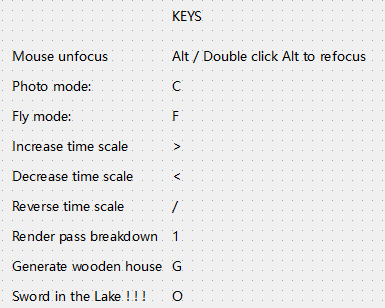 KEYS
Mouse unfocus Alt / Double click Alt to refocus
Photo mode: C
Fly mode: F
Increase time scale >
Decrease time scale <
Reverse time scale /
Render pass breakdown 1
Generate wooden house G
Sword in the Lake ! ! ! O